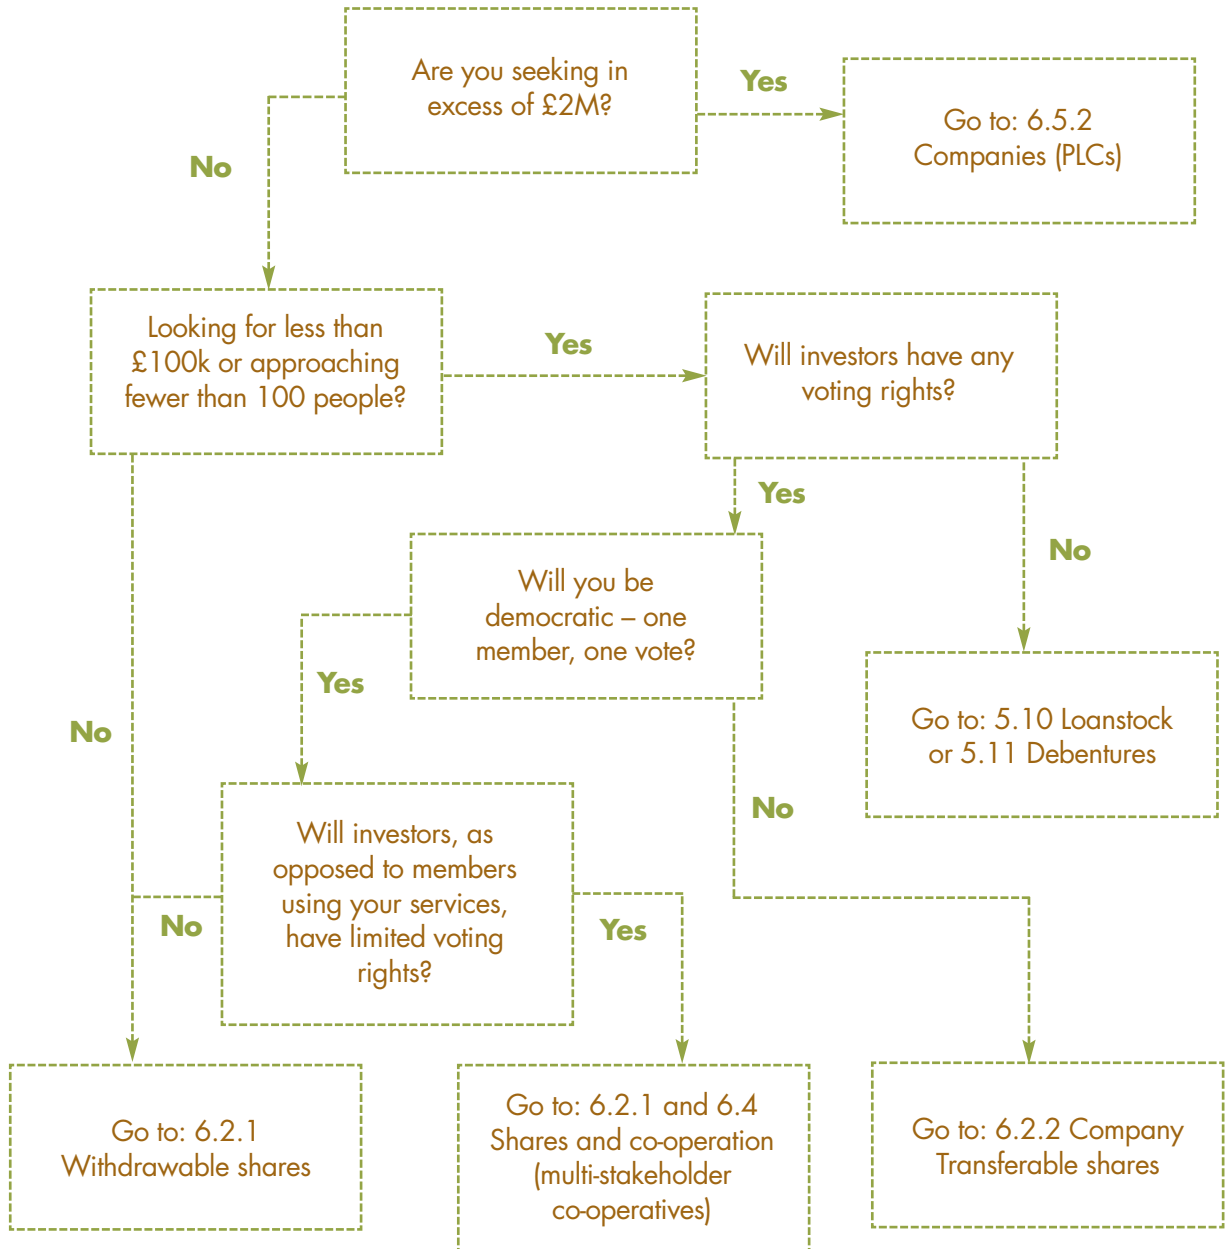 Are you seeking in
excess of £2M?
Yes
Go to: 6.5.2
Companies (PLCs)
No
Looking for less than
£100k or approaching
fewer than 100 people?
Yes
Will investors have any
voting rights?
Yes
No
Will you be
democratic – one
member, one vote?
Yes
No
Go to: 5.10 Loanstock
or 5.11 Debentures
No
Will investors, as
opposed to members
using your services,
have limited voting
rights?
No
Yes
Go to: 6.2.1
Withdrawable shares
Go to: 6.2.1 and 6.4
Shares and co-operation
(multi-stakeholder
co-operatives)
Go to: 6.2.2 Company
Transferable shares